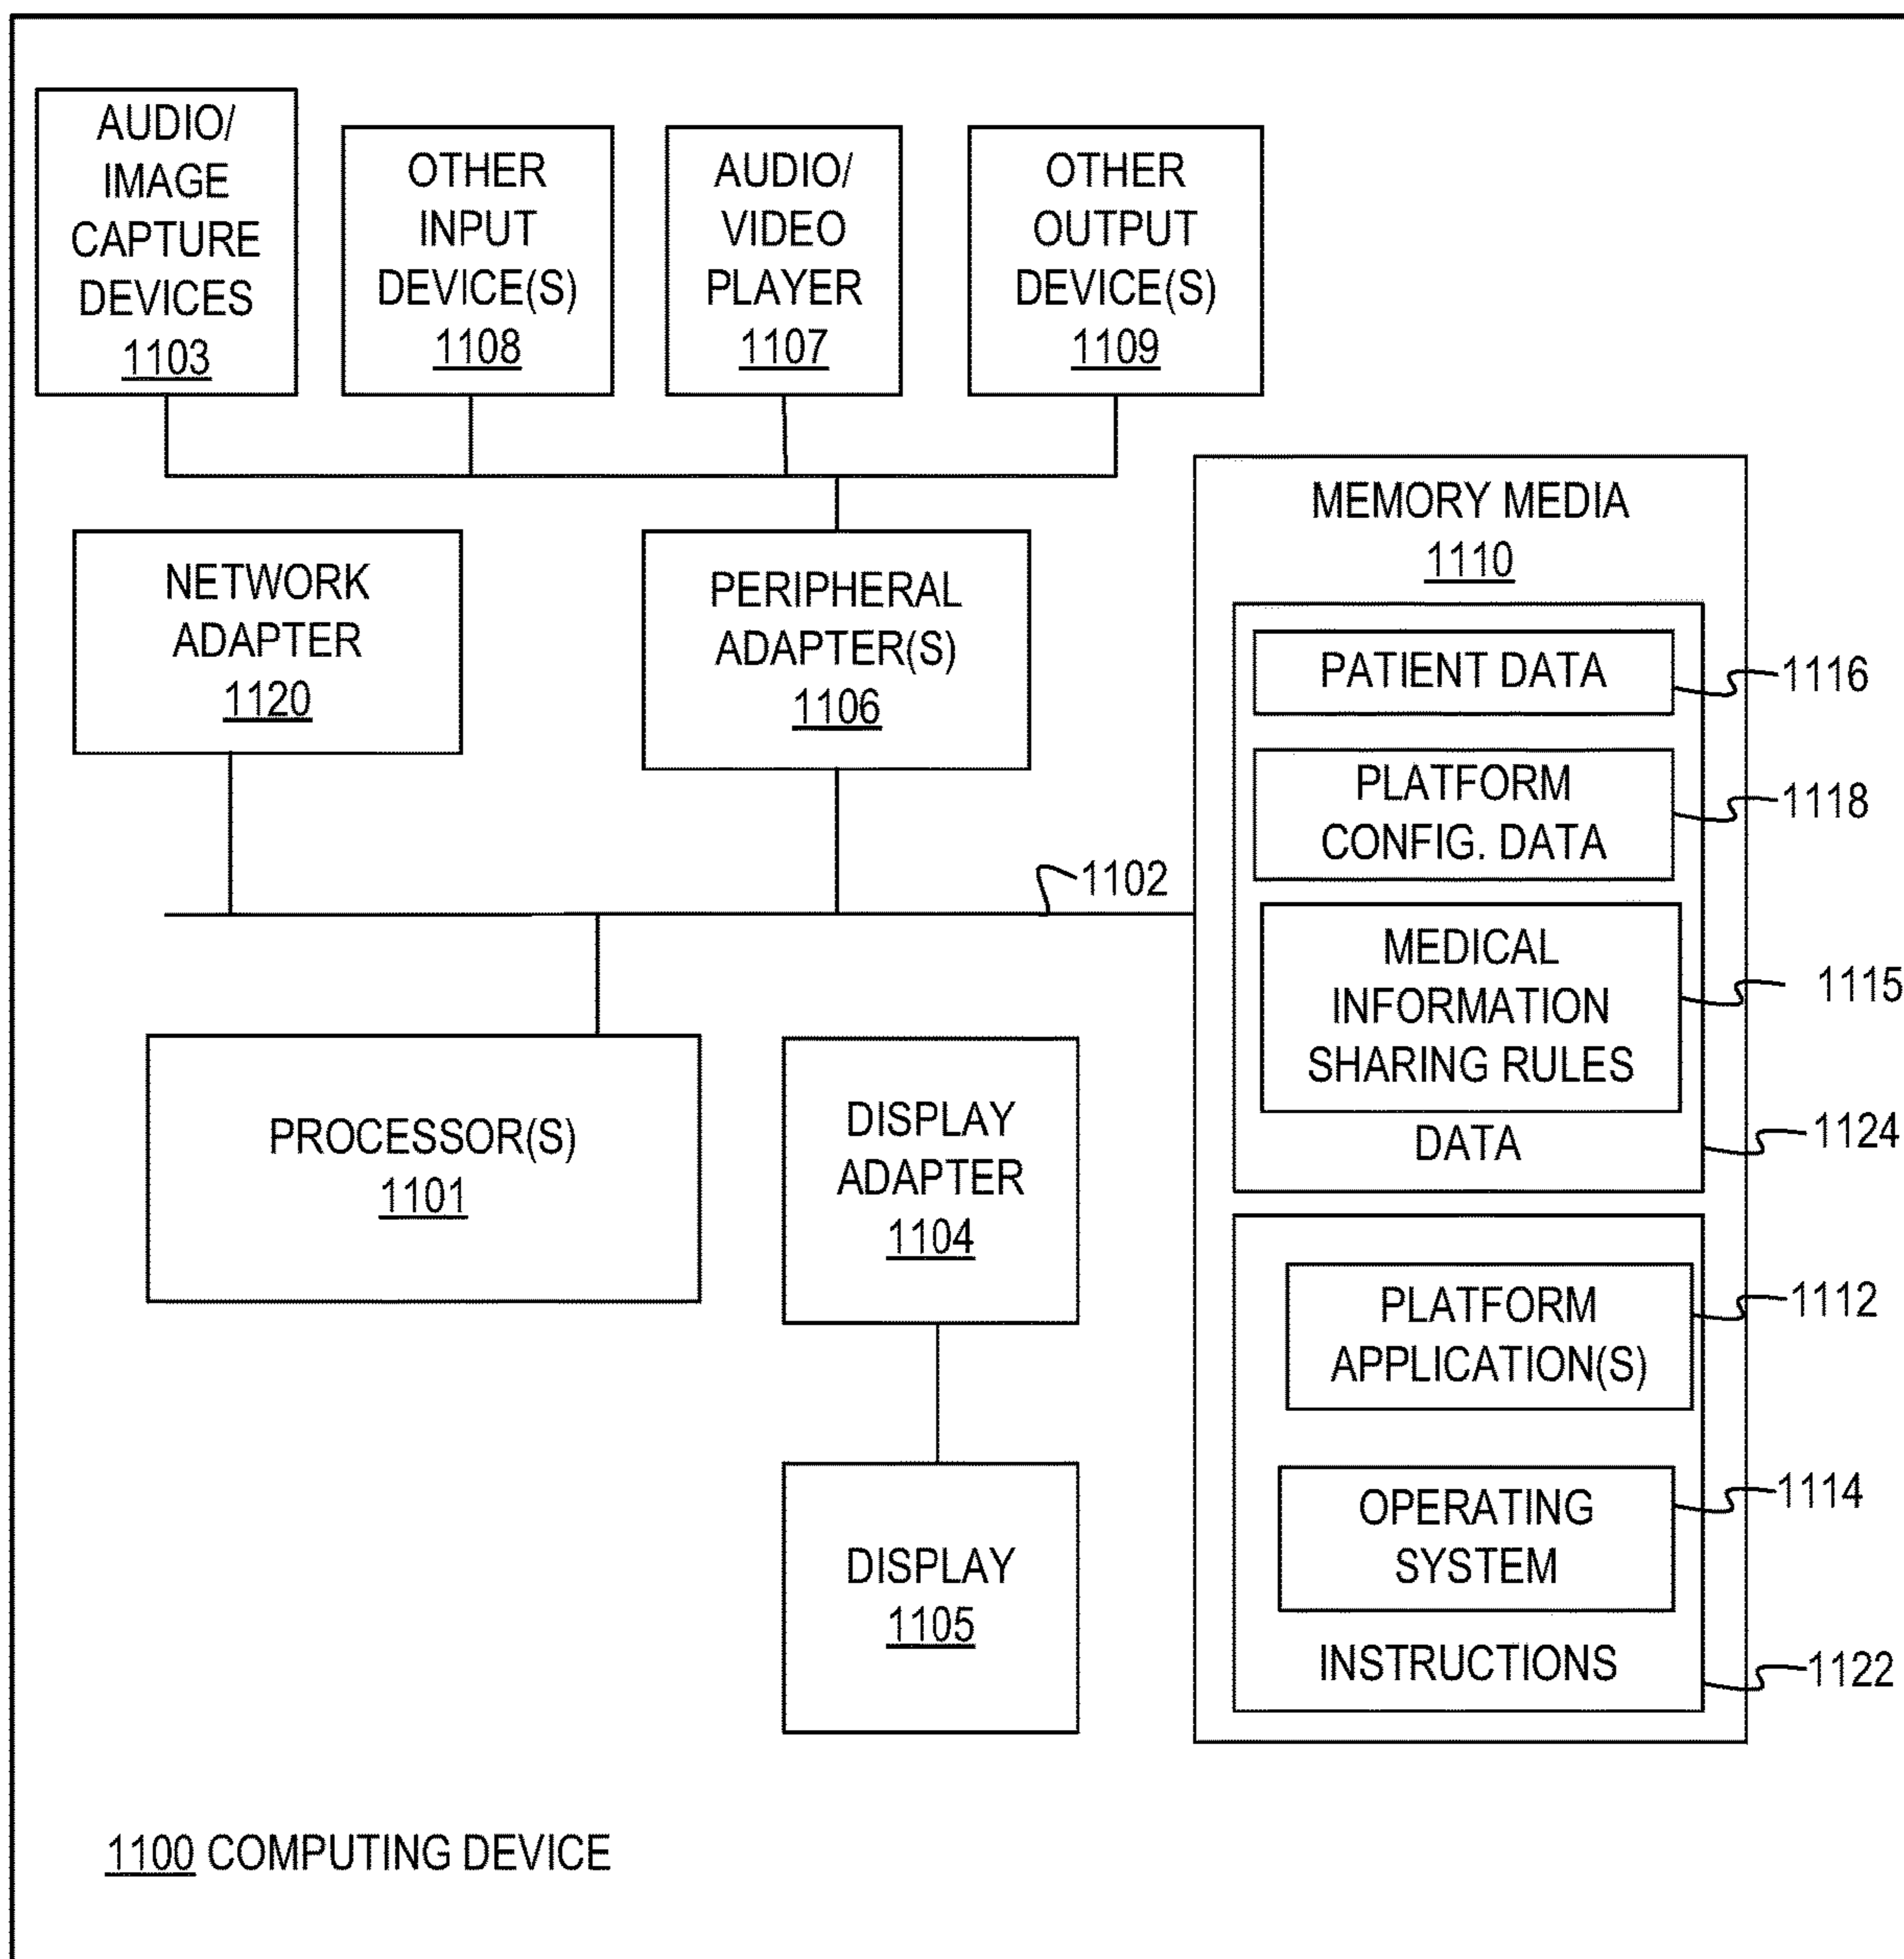 AUDIO/
IMAGE
CAPTURE
DEVICES
1103
OTHER
INPUT
DEVICE(S)
1108
AUDIO/
VIDEO
PLAYER
1107
OTHER
OUTPUT
DEVICE(S)
1109
NETWORK
ADAPTER
1120
PERIPHERAL
ADAPTER(S)
1106
1102
PROCESSOR(S)
1101
DISPLAY
ADAPTER
1104
DISPLAY
1105
MEMORY MEDIA
1110
PATIENT DATA
1116
PLATFORM
CONFIG. DATA
1118
MEDICAL
INFORMATION
SHARING RULES
1115
DATA
1124
PLATFORM
APPLICATION(S)
1112
OPERATING
SYSTEM
1114
INSTRUCTIONS
1122
1100 COMPUTING DEVICE